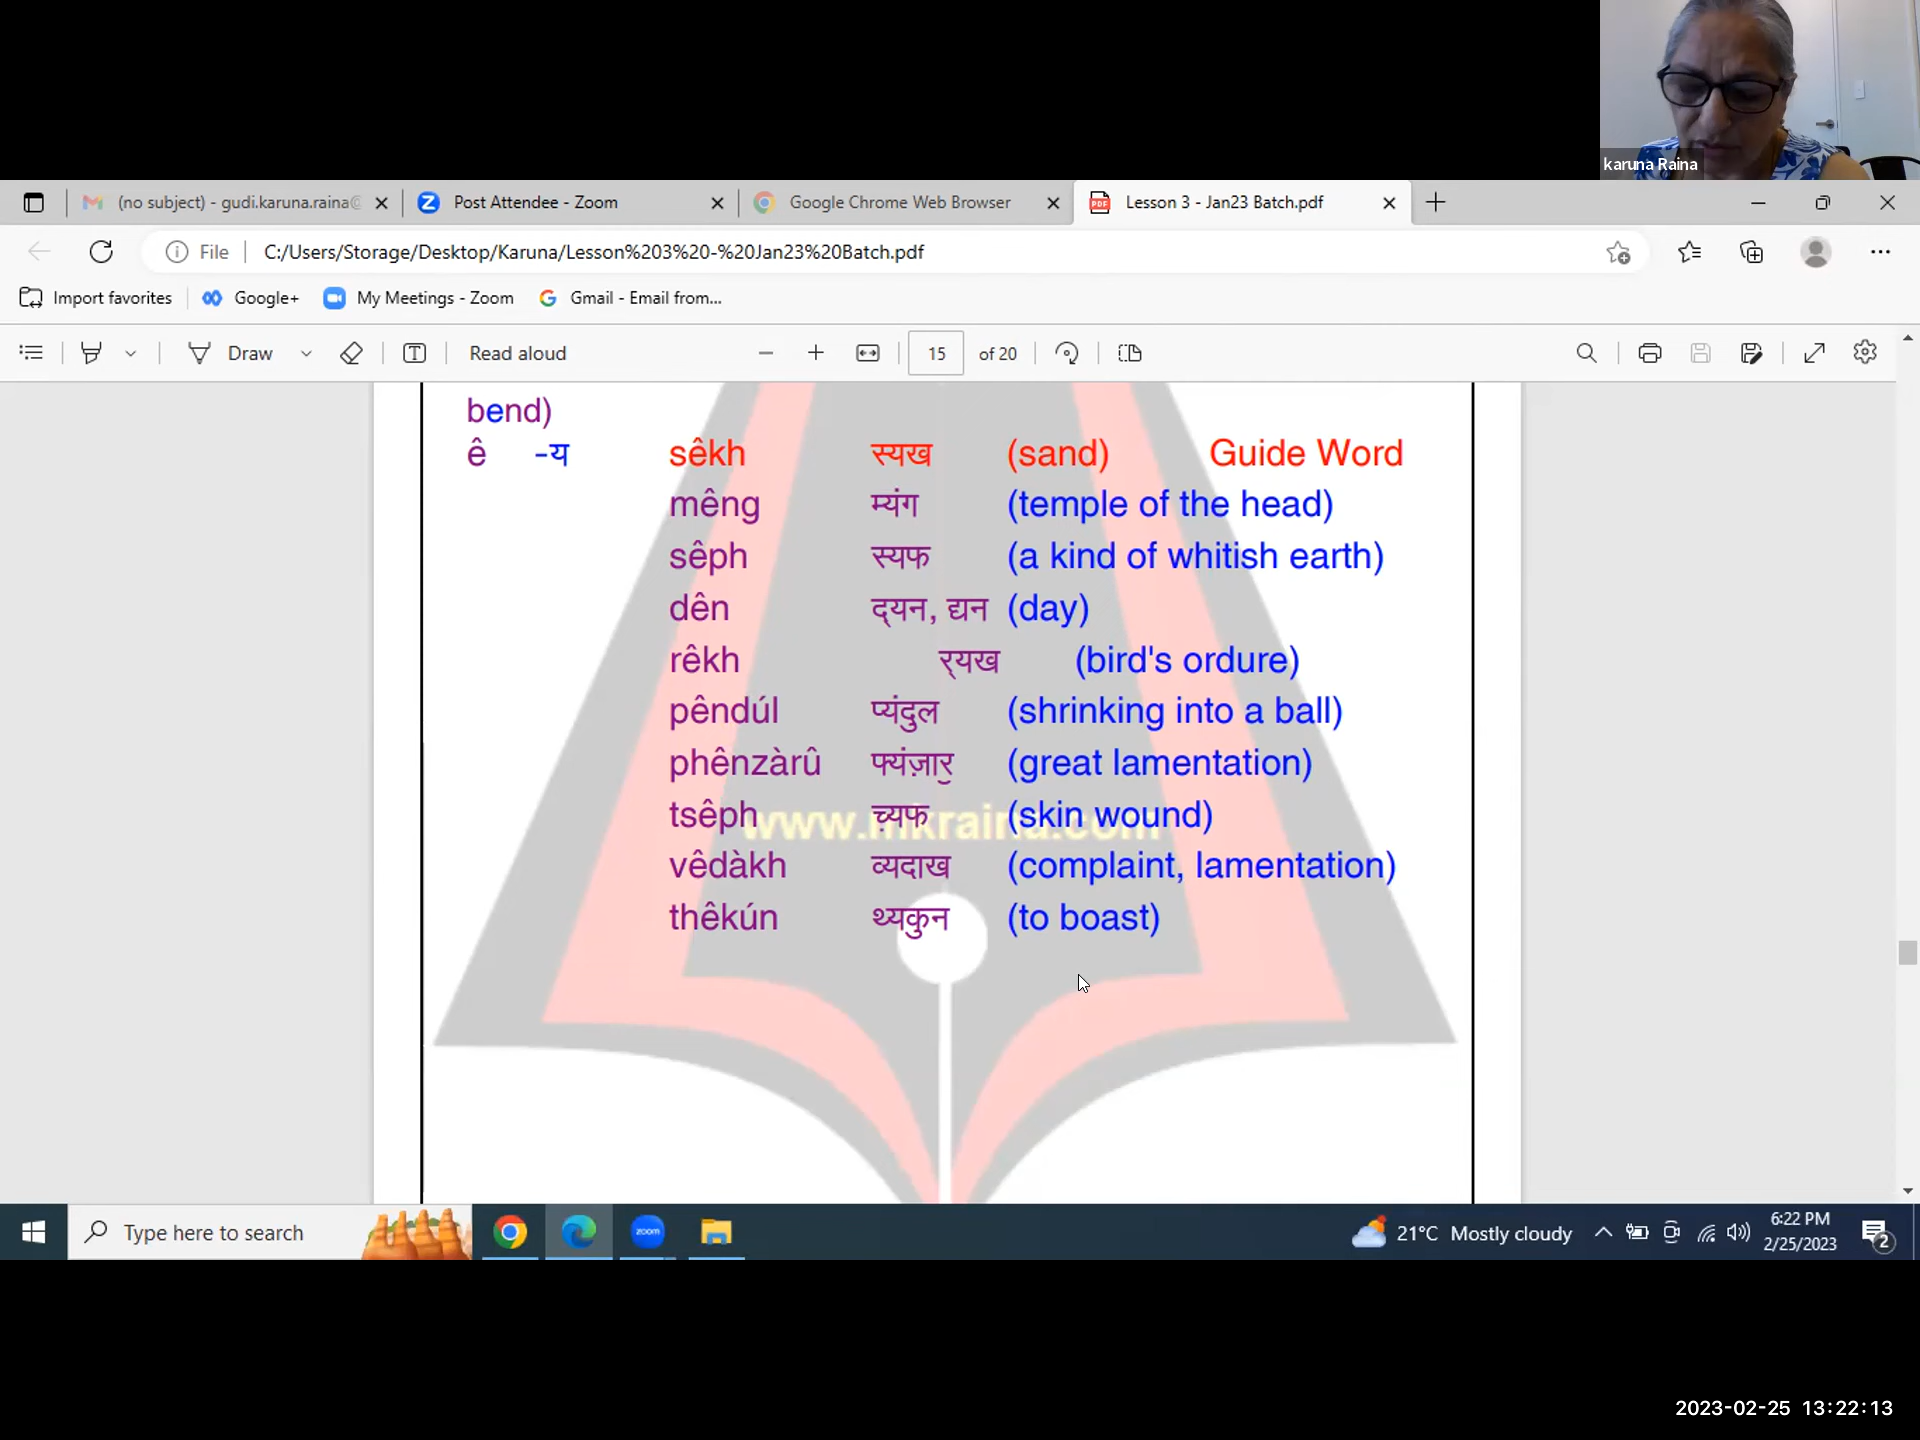 karuna Raina
(no subject) - gudi.karuna.raina@ Post Attendee - Zoom Google Chrome Web Browser Lesson 3 - Jan23 Batch.pdf
File C:/Users/Storage/Desktop/Karuna/Lesson%203%20-%20Jan23%20Batch.pdf
Import favorites Google+ My Meetings - Zoom Gmail - Email from...
Draw T Read aloud 15 of 20
bend)
ê -य sêkh स्यख (sand) Guide Word
mêng म्यंग (temple of the head)
sêph स्यफ (a kind of whitish earth)
dên द्‌यन, द्यन (day)
rêkh र्‌यख (bird's ordure)
pêndúl प्यंदुल (shrinking into a ball)
phênzàrû फ्यंज़ार॒ (great lamentation)
tsêph च़्यफ (skin wound)
www.mkraina.com
vêdàkh व्यदाख (complaint, lamentation)
thêkún थ्यकुन (to boast)
Type here to search zoom 21°C Mostly cloudy 6:22 PM
2/25/2023 2
2023-02-25 13:22:13